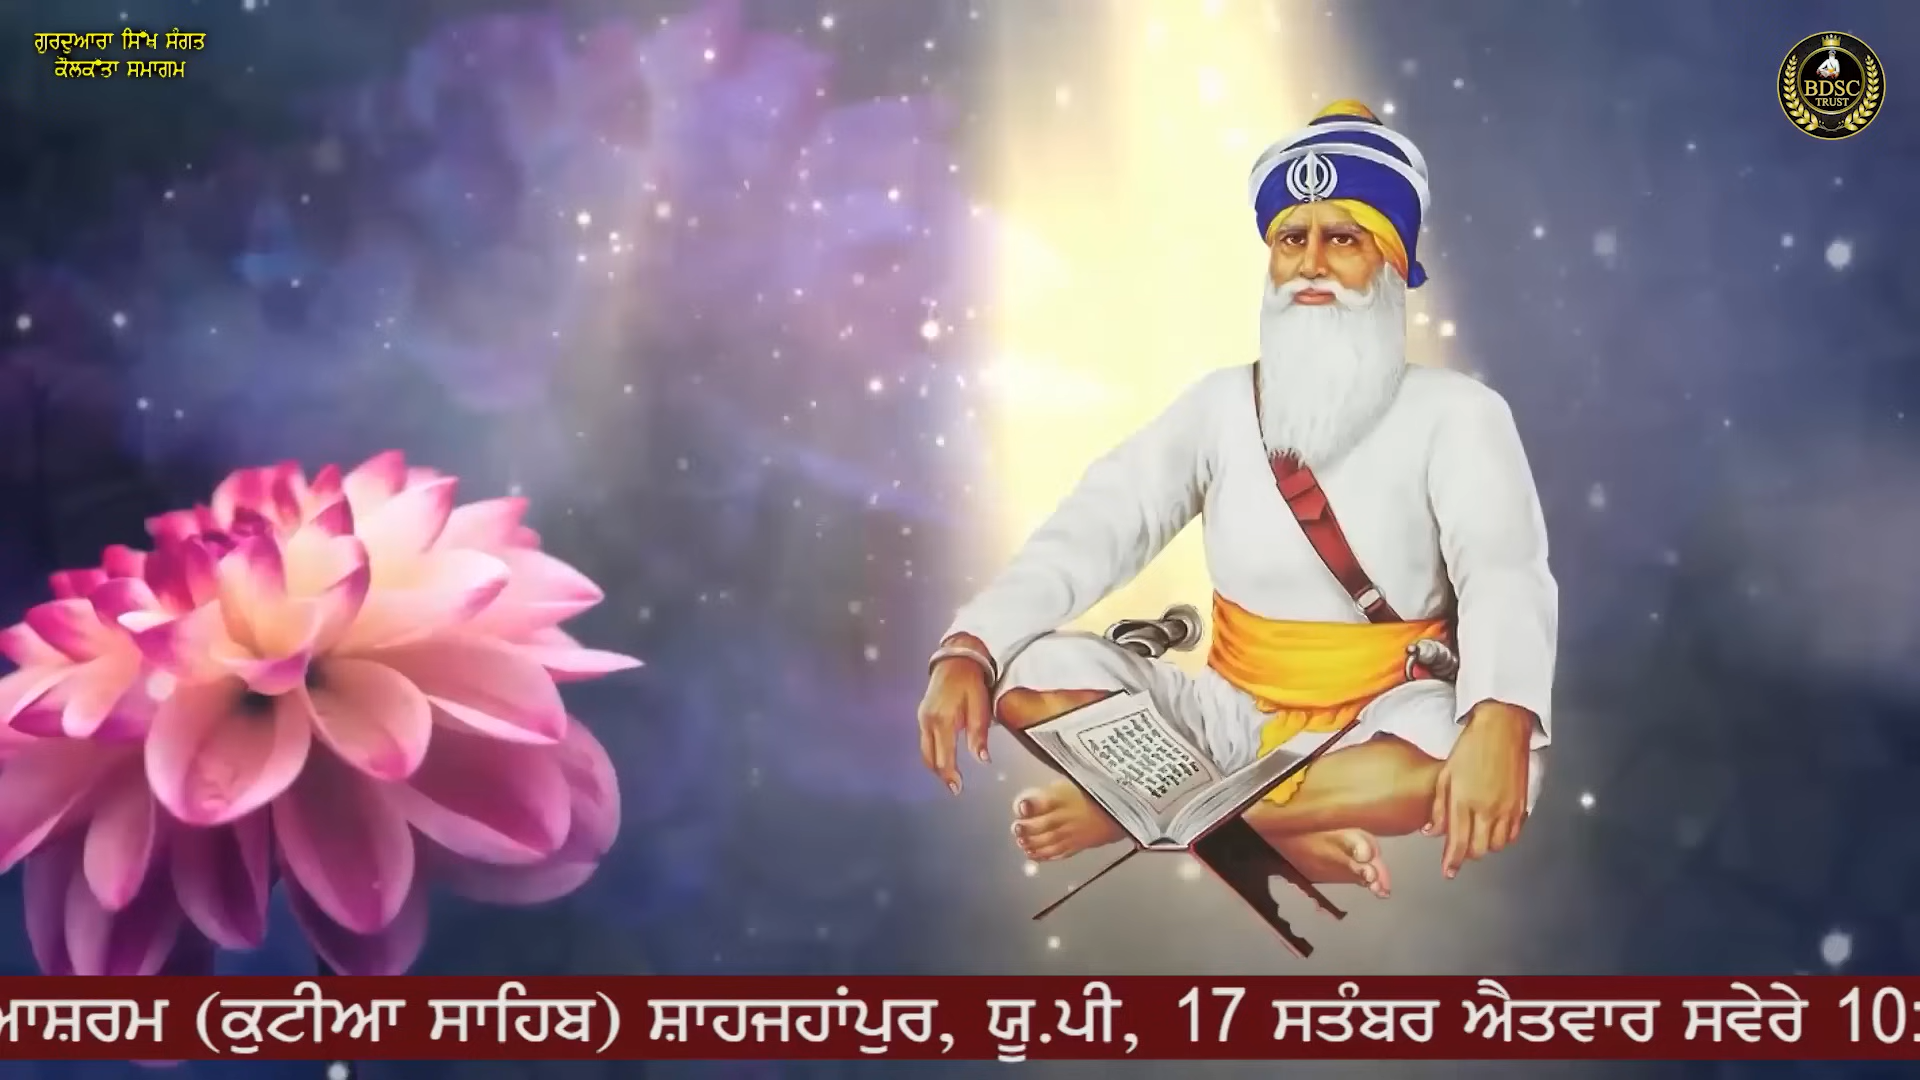 ਗੁਰਦੁਆਰਾ ਸਿੱਖ ਸੰਗਤ
ਕੌਲਕੱਤਾ ਸਮਾਗਮ
BDSC
TRUST
ਆਸ਼ਰਮ (ਕੁਟੀਆ ਸਾਹਿਬ) ਸ਼ਾਹਜਹਾਂਪੁਰ, ਯੂ.ਪੀ, 17 ਸਤੰਬਰ ਐਤਵਾਰ ਸਵੇਰੇ 10: